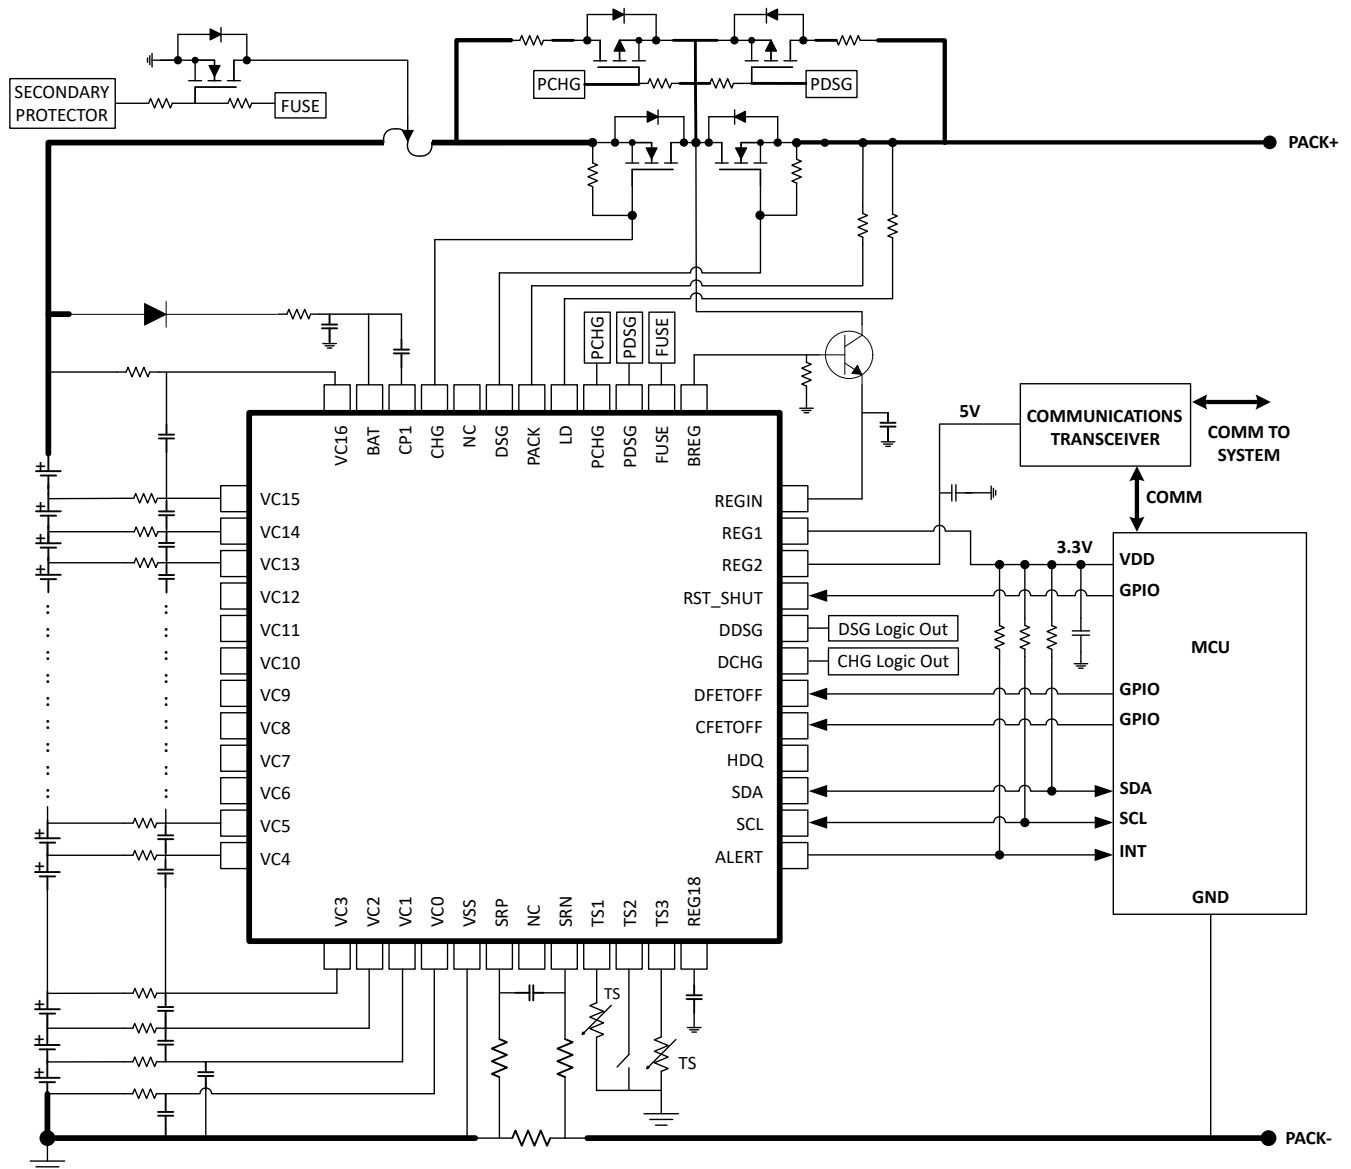 SECONDARY
PROTECTOR
FUSE
PCHG
PDSG
PACK+
PCHG
PDSG
FUSE
VC16
BAT
CP1
CHG
NC
DSG
PACK
LD
PCHG
PDSG
FUSE
BREG
5V
COMMUNICATIONS
TRANSCEIVER
COMM TO
SYSTEM
COMM
VC15
VC14
VC13
VC12
VC11
VC10
VC9
VC8
VC7
VC6
VC5
VC4
REGIN
REG1
REG2
RST_SHUT
DDSG
DCHG
DFETOFF
CFETOFF
HDQ
SDA
SCL
ALERT
DSG Logic Out
CHG Logic Out
3.3V
VDD
GPIO
MCU
GPIO
GPIO
SDA
SCL
INT
GND
VC3
VC2
VC1
VC0
VSS
SRP
NC
SRN
TS1
TS2
TS3
REG18
TS
TS
PACK-